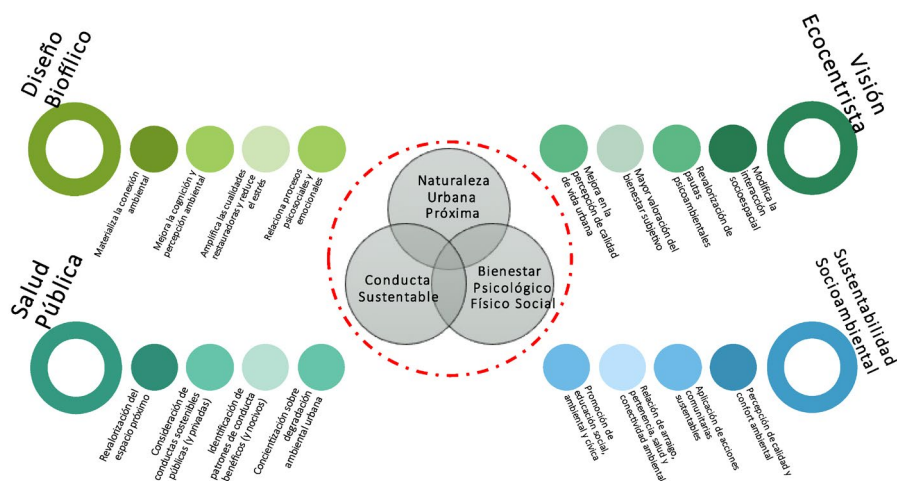 Diseño
Biofílico
Materializa la conexión
ambiental
Mejora la cognición y
percepción ambiental
Amplifica las cualidades
restauradoras y reduce
el estrés
Relaciona procesos
psicosociales y
emocionales
Naturaleza
Urbana
Próxima
Conducta
Sustentable
Bienestar
Psicológico
Físico Social
Mejora en la
percepción de calidad
de vida urbana
Mayor valoración del
bienestar subjetivo
Revalorización de
pautas
psicoambientales
Modifica la
interacción
socioespacial
Visión
Ecocentrista
Salud
Pública
Revalorización del
espacio próximo
Consideración de
conductas sostenibles
públicas (y privadas)
Identificación de
patrones de conducta
benéficos (y nocivos)
Concientización sobre
degradación
ambiental urbana
Promoción de
educación social,
ambiental y cívica
Relación de arraigo,
pertenencia, salud y
conectividad ambiental
Aplicación de acciones
comunitarias
sustentables
Percepción de calidad y
confort ambiental
Sustentabilidad
Socioambiental